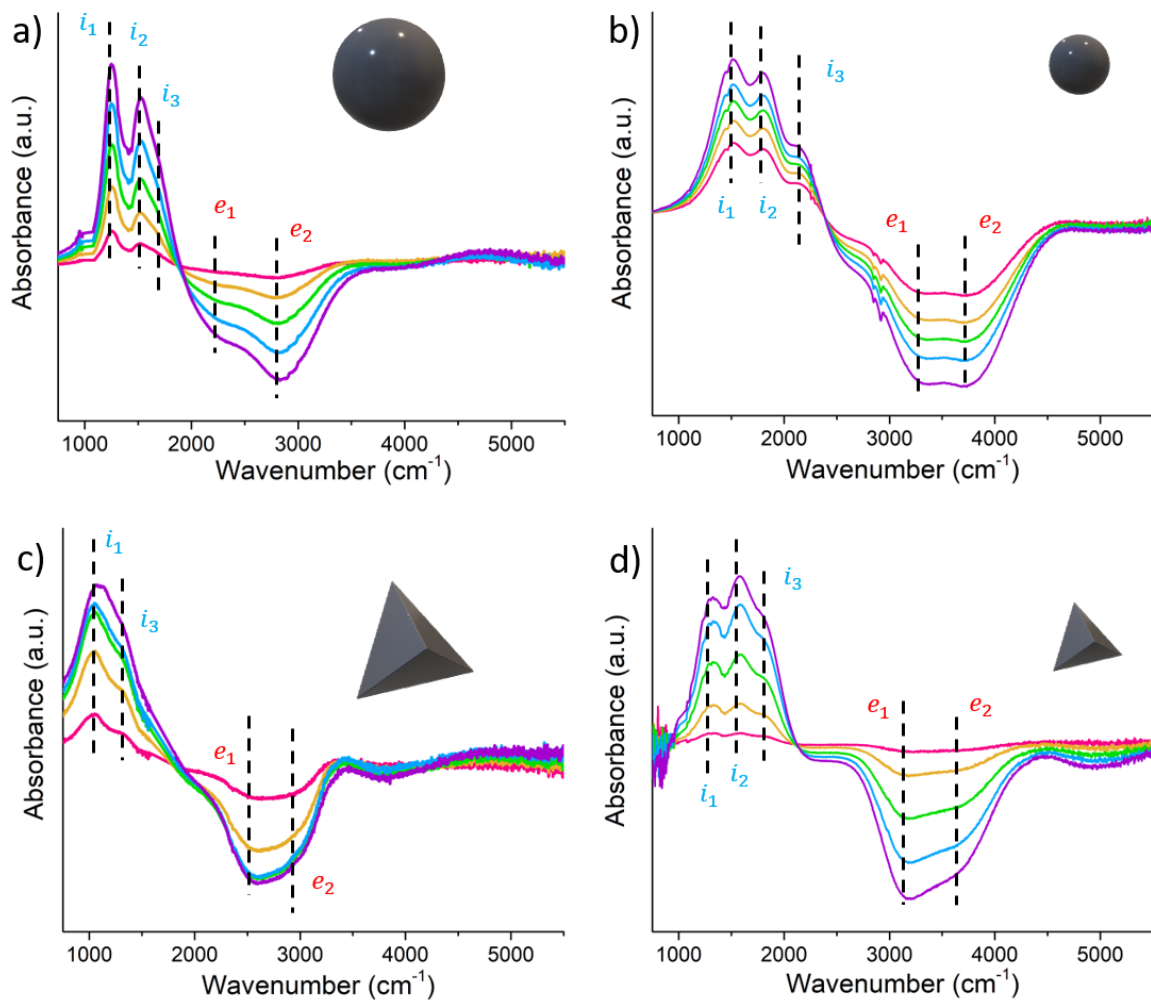 a)
i₁
i₂
i₃
e₁
e₂
Absorbance (a.u.)
1000 2000 3000 4000 5000
Wavenumber (cm⁻¹)
b)
i₃
i₁ i₂
e₁ e₂
Absorbance (a.u.)
1000 2000 3000 4000 5000
Wavenumber (cm⁻¹)
c)
i₁
i₃
e₁
e₂
Absorbance (a.u.)
1000 2000 3000 4000 5000
Wavenumber (cm⁻¹)
d)
i₃
e₁ e₂
i₁ i₂
Absorbance (a.u.)
1000 2000 3000 4000 5000
Wavenumber (cm⁻¹)